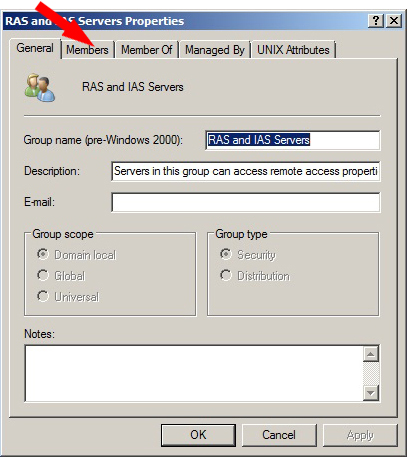 RAS and IAS Servers Properties
General Members Member Of Managed By UNIX Attributes
RAS and IAS Servers
Group name (pre-Windows 2000): RAS and IAS Servers
Description: Servers in this group can access remote access properti
E-mail:
Group scope Group type
Domain local Security
Global Distribution
Universal
Notes:
OK Cancel Apply